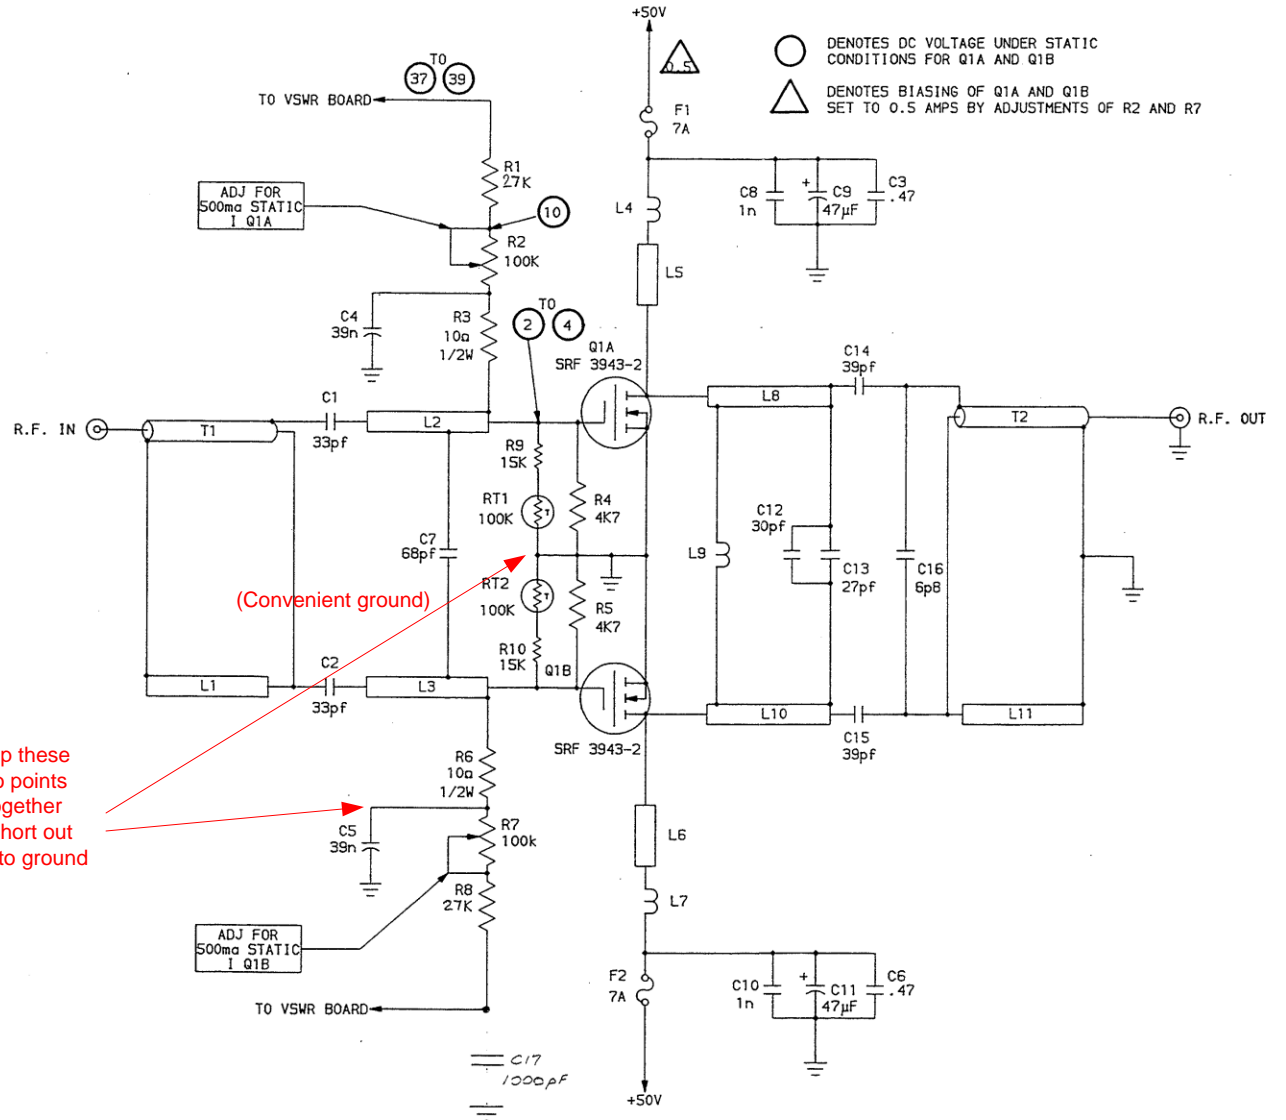 +50V
0.5
DENOTES DC VOLTAGE UNDER STATIC
CONDITIONS FOR Q1A AND Q1B
DENOTES BIASING OF Q1A AND Q1B
SET TO 0.5 AMPS BY ADJUSTMENTS OF R2 AND R7
TO
37 39
TO VSWR BOARD
F1
7A
R1
27K
ADJ FOR
500ma STATIC
I Q1A
10
R2
100K
L4
L5
C8
1n
+
C9
47µF
C3
.47
C4
39n
R3
10Ω
1/2W
TO
2 4
Q1A
SRF 3943-2
C14
39pf
R.F. IN
T1
C1
33pf
L2
L8
T2
R.F. OUT
R9
15K
RT1
100K
T
R4
4K7
C7
68pf
C12
30pf
L9
C13
27pf
C16
6p8
(Convenient ground)
RT2
100K
T
R5
4K7
R10
15K
Q1B
L1
C2
33pf
L3
L10
C15
39pf
L11
SRF 3943-2
p these
points
ogether
hort out
to ground
R6
10Ω
1/2W
C5
39n
R7
100k
R8
27K
L6
L7
ADJ FOR
500ma STATIC
I Q1B
TO VSWR BOARD
F2
7A
C10
1n
+
C11
47µF
C6
.47
C17
1000pF
+50V